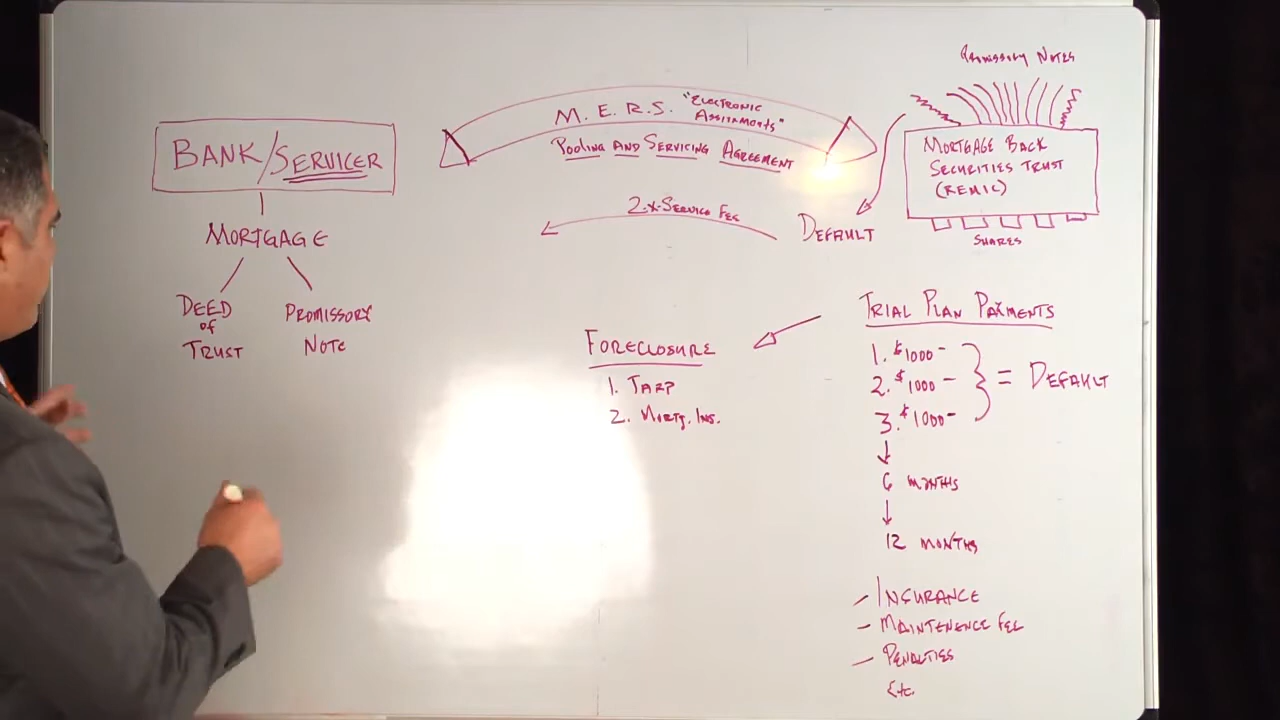 PROMISSORY NOTES
M.E.R.S. "ELECTRONIC
ASSIGNMENTS"
POOLING AND SERVICING AGREEMENT
BANK/SERVICER
MORTGAGE BACK
SECURITIES TRUST
(REMIC)
SHARES
2-X-SERVICE FEE
DEFAULT
MORTGAGE
DEED
OF
TRUST
PROMISSORY
NOTE
TRIAL PLAN PAYMENTS
1. $1000-
2. $1000-
3. $1000-
= DEFAULT
6 MONTHS
12 MONTHS
- INSURANCE
- MAINTENENCE FEE
- PENALTIES
Etc.
FORECLOSURE
1. TARP
2. MORTG. INS.